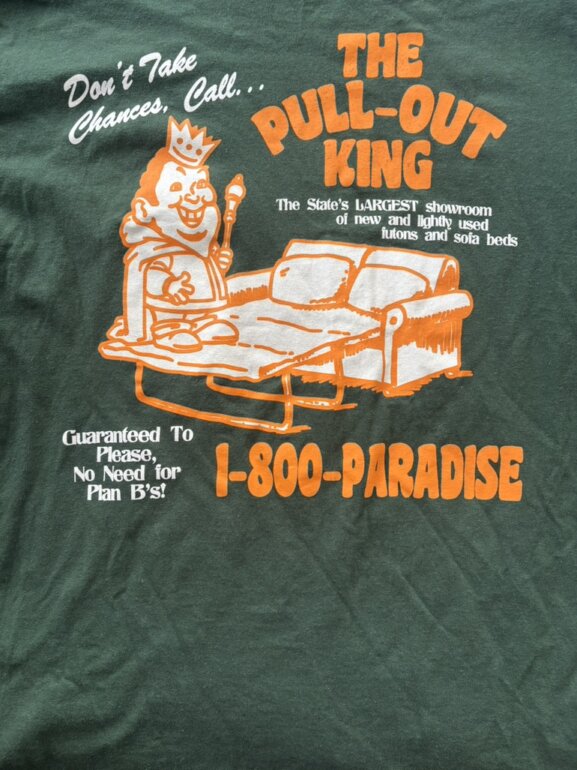 Don't Take
Chances, Call...
THE
PULL-OUT
KING
The State's LARGEST showroom
of new and lightly used
futons and sofa beds
Guaranteed To
Please,
No Need for
Plan B's!
1-800-PARADISE